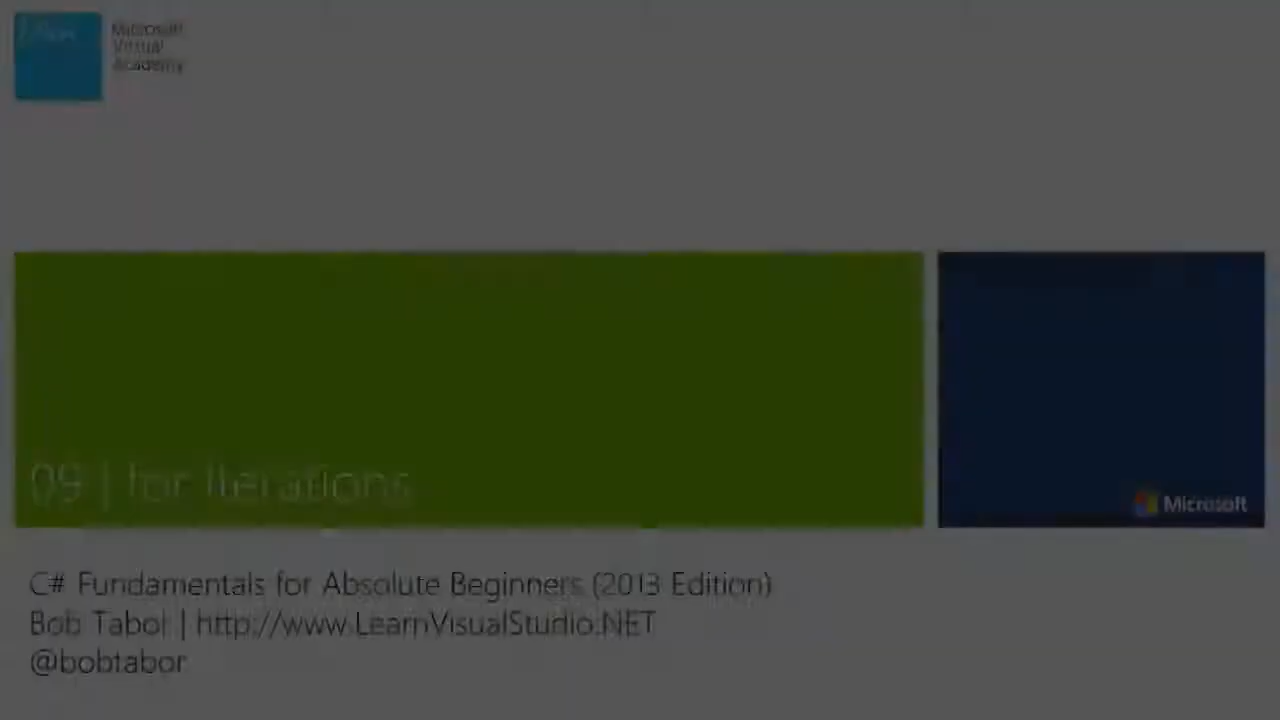 Microsoft
Virtual
Academy
09 | for Iterations
Microsoft
C# Fundamentals for Absolute Beginners (2013 Edition)
Bob Tabor | http://www.LearnVisualStudio.NET
@bobtabor